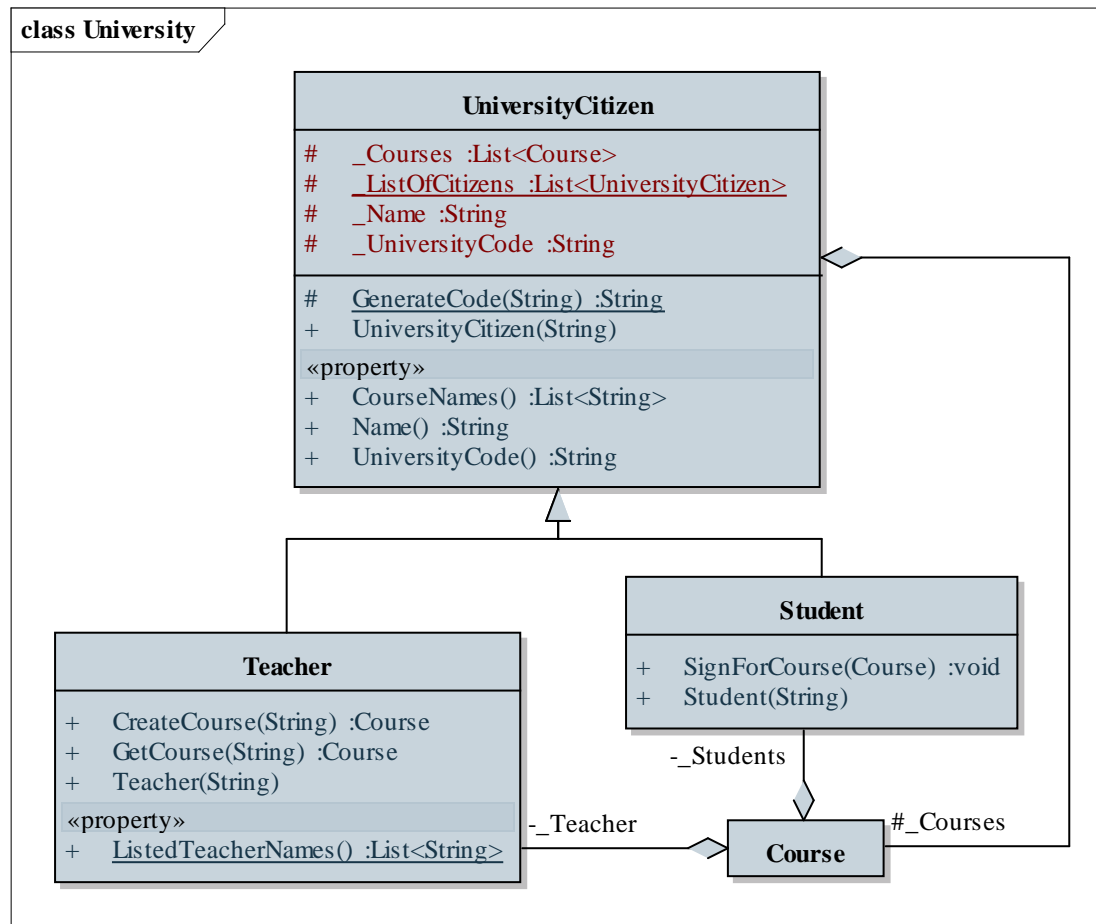 class University
UniversityCitizen
# _Courses :List<Course>
# _ListOfCitizens :List<UniversityCitizen>
# _Name :String
# _UniversityCode :String
# GenerateCode(String) :String
+ UniversityCitizen(String)
«property»
+ CourseNames() :List<String>
+ Name() :String
+ UniversityCode() :String
Student
+ SignForCourse(Course) :void
+ Student(String)
Teacher
+ CreateCourse(String) :Course
+ GetCourse(String) :Course
+ Teacher(String)
«property»
+ ListedTeacherNames() :List<String>
-_Students
-_Teacher
#_Courses
Course